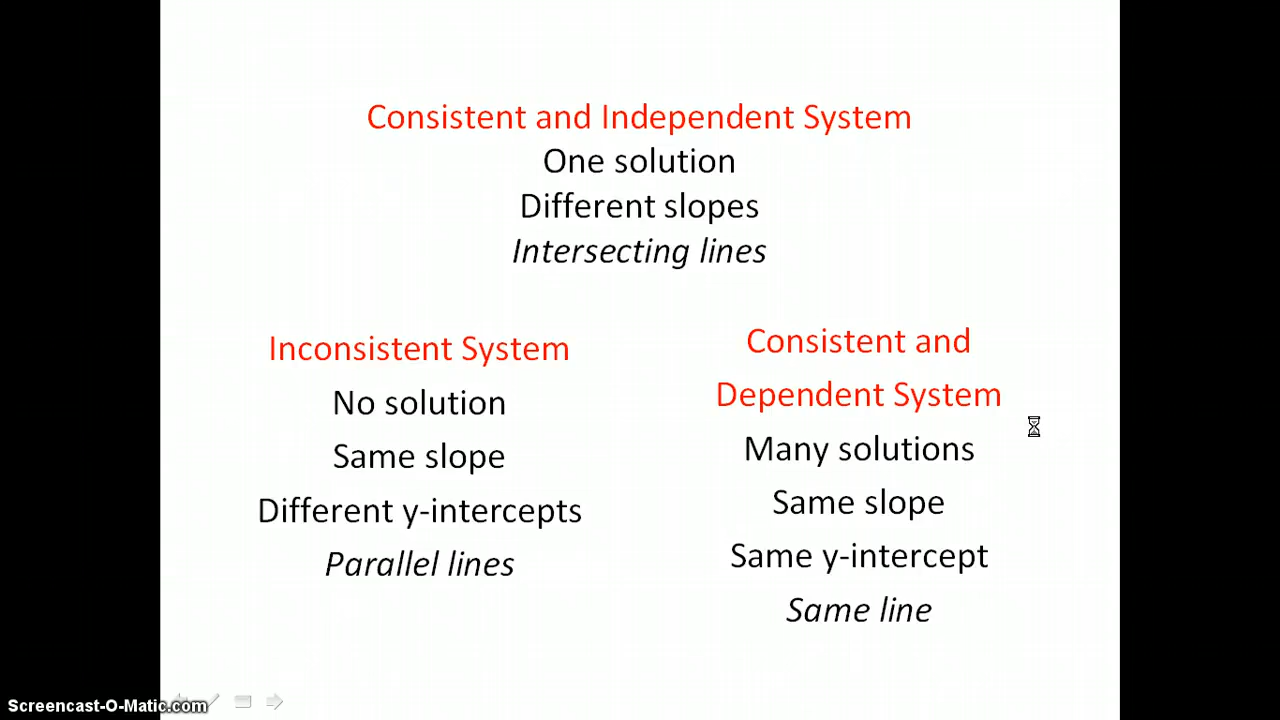 Consistent and Independent System
One solution
Different slopes
Intersecting lines
Inconsistent System
No solution
Same slope
Different y-intercepts
Parallel lines
Consistent and
Dependent System
Many solutions
Same slope
Same y-intercept
Same line
Screencast-O-Matic.com